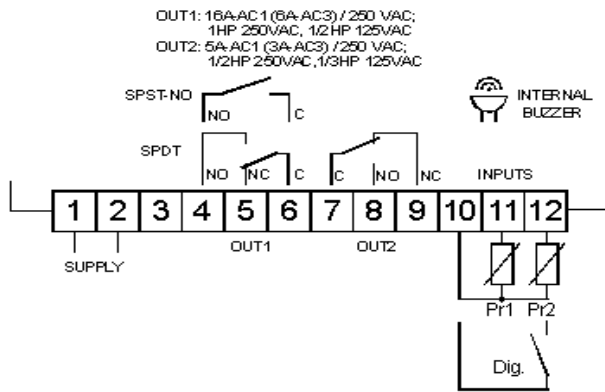 OUT1: 16A-AC1 (6A-AC3) / 250 VAC;
1HP 250VAC, 1/2HP 125VAC
OUT2: 5A-AC1 (3A-AC3) / 250 VAC;
1/2HP 250VAC, 1/3HP 125VAC
SPST-NO
NO C
INTERNAL
BUZZER
SPDT
NO NC C C NO NC INPUTS
1 2 3 4 5 6 7 8 9 10 11 12
SUPPLY OUT1 OUT2
Pr1 Pr2
Dig.